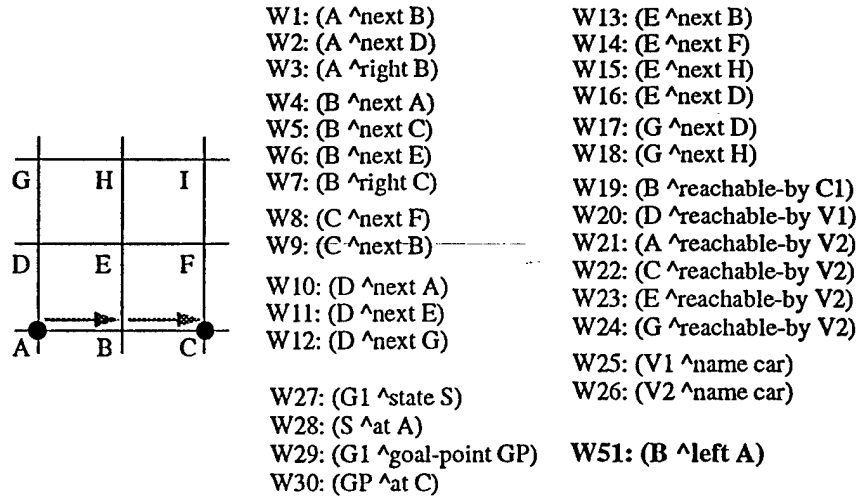 G H I
D E F
A B C
W1: (A ^next B)
W2: (A ^next D)
W3: (A ^right B)
W4: (B ^next A)
W5: (B ^next C)
W6: (B ^next E)
W7: (B ^right C)
W8: (C ^next F)
W9: (C ^next B)
W10: (D ^next A)
W11: (D ^next E)
W12: (D ^next G)
W27: (G1 ^state S)
W28: (S ^at A)
W29: (G1 ^goal-point GP)
W30: (GP ^at C)
W13: (E ^next B)
W14: (E ^next F)
W15: (E ^next H)
W16: (E ^next D)
W17: (G ^next D)
W18: (G ^next H)
W19: (B ^reachable-by C1)
W20: (D ^reachable-by V1)
W21: (A ^reachable-by V2)
W22: (C ^reachable-by V2)
W23: (E ^reachable-by V2)
W24: (G ^reachable-by V2)
W25: (V1 ^name car)
W26: (V2 ^name car)
W51: (B ^left A)